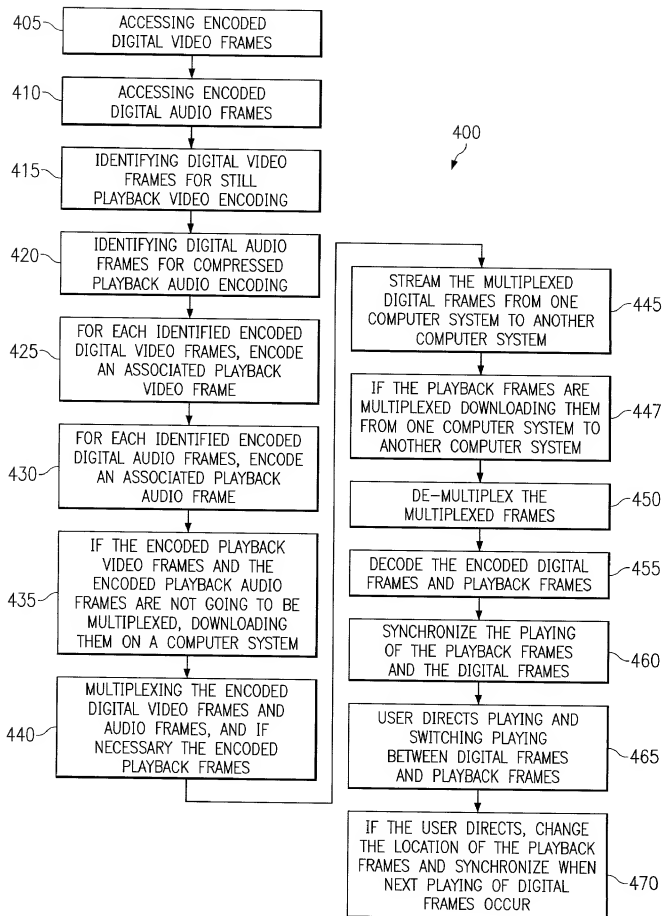 405
ACCESSING ENCODED
DIGITAL VIDEO FRAMES
410
ACCESSING ENCODED
DIGITAL AUDIO FRAMES
415
IDENTIFYING DIGITAL VIDEO
FRAMES FOR STILL
PLAYBACK VIDEO ENCODING
420
IDENTIFYING DIGITAL AUDIO
FRAMES FOR COMPRESSED
PLAYBACK AUDIO ENCODING
425
FOR EACH IDENTIFIED ENCODED
DIGITAL VIDEO FRAMES, ENCODE
AN ASSOCIATED PLAYBACK
VIDEO FRAME
430
FOR EACH IDENTIFIED ENCODED
DIGITAL AUDIO FRAMES, ENCODE
AN ASSOCIATED PLAYBACK
AUDIO FRAME
435
IF THE ENCODED PLAYBACK
VIDEO FRAMES AND THE
ENCODED PLAYBACK AUDIO
FRAMES ARE NOT GOING TO BE
MULTIPLEXED, DOWNLOADING
THEM ON A COMPUTER SYSTEM
440
MULTIPLEXING THE ENCODED
DIGITAL VIDEO FRAMES AND
AUDIO FRAMES, AND IF
NECESSARY THE ENCODED
PLAYBACK FRAMES
400
STREAM THE MULTIPLEXED
DIGITAL FRAMES FROM ONE
COMPUTER SYSTEM TO ANOTHER
COMPUTER SYSTEM
445
IF THE PLAYBACK FRAMES ARE
MULTIPLEXED DOWNLOADING THEM
FROM ONE COMPUTER SYSTEM TO
ANOTHER COMPUTER SYSTEM
447
DE-MULTIPLEX THE
MULTIPLEXED FRAMES
450
DECODE THE ENCODED DIGITAL
FRAMES AND PLAYBACK FRAMES
455
SYNCHRONIZE THE PLAYING
OF THE PLAYBACK FRAMES
AND THE DIGITAL FRAMES
460
USER DIRECTS PLAYING AND
SWITCHING PLAYING
BETWEEN DIGITAL FRAMES
AND PLAYBACK FRAMES
465
IF THE USER DIRECTS, CHANGE
THE LOCATION OF THE PLAYBACK
FRAMES AND SYNCHRONIZE WHEN
NEXT PLAYING OF DIGITAL
FRAMES OCCUR
470